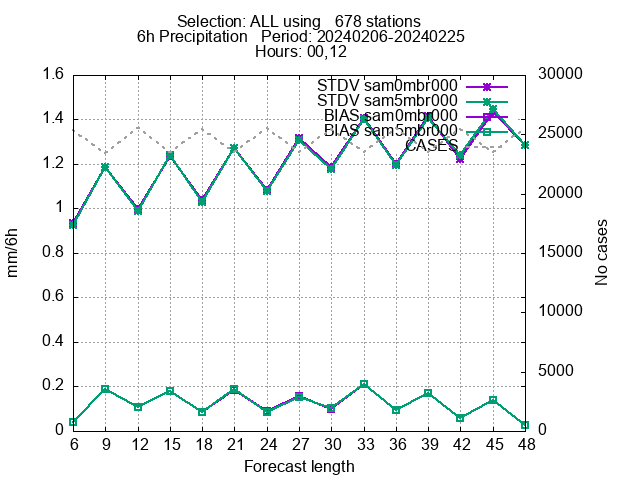 Selection: ALL using   678 stations
6h Precipitation   Period: 20240206-20240225
Hours: 00,12
STDV sam0mbr000
STDV sam5mbr000
BIAS sam0mbr000
BIAS sam5mbr000
CASES
mm/6h
1.6
1.4
1.2
1
0.8
0.6
0.4
0.2
0
No cases
30000
25000
20000
15000
10000
5000
0
6 9 12 15 18 21 24 27 30 33 36 39 42 45 48
Forecast length